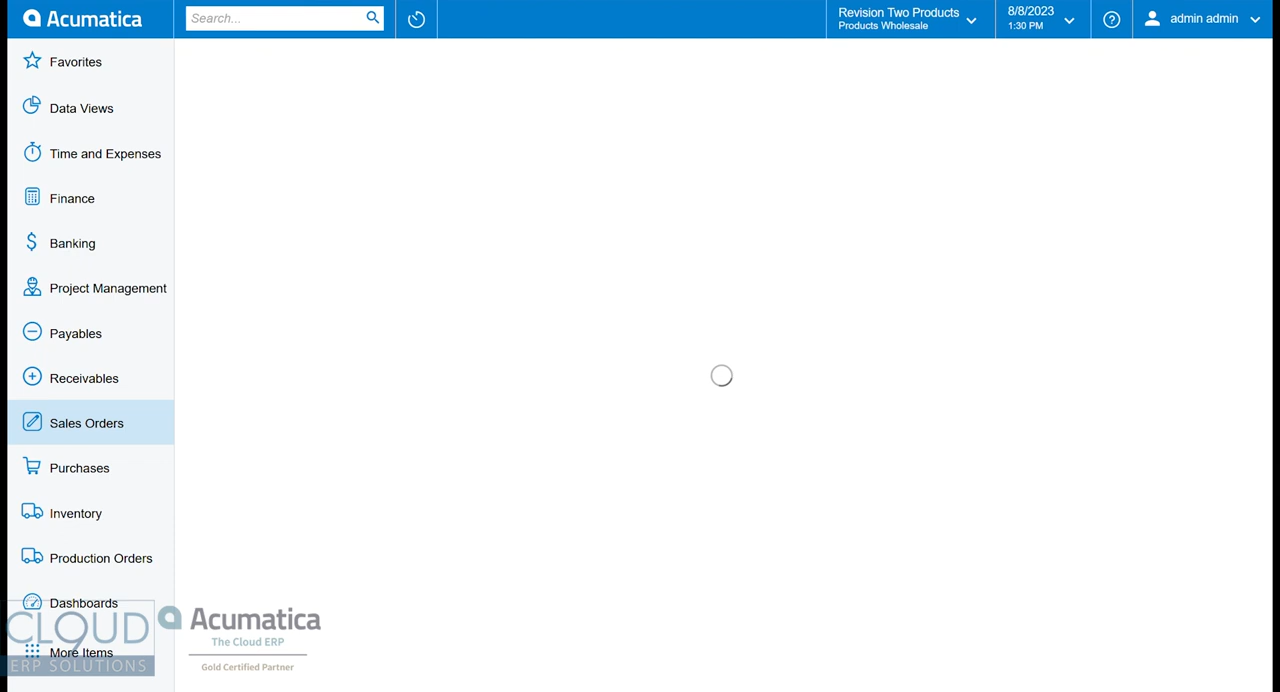 Acumatica
Search...
Revision Two Products
Products Wholesale
8/8/2023
1:30 PM
?
admin admin
Favorites
Data Views
Time and Expenses
Finance
Banking
Project Management
Payables
Receivables
Sales Orders
Purchases
Inventory
Production Orders
Dashboards
More Items
CLOUD 9
ERP SOLUTIONS
Acumatica
The Cloud ERP
Gold Certified Partner